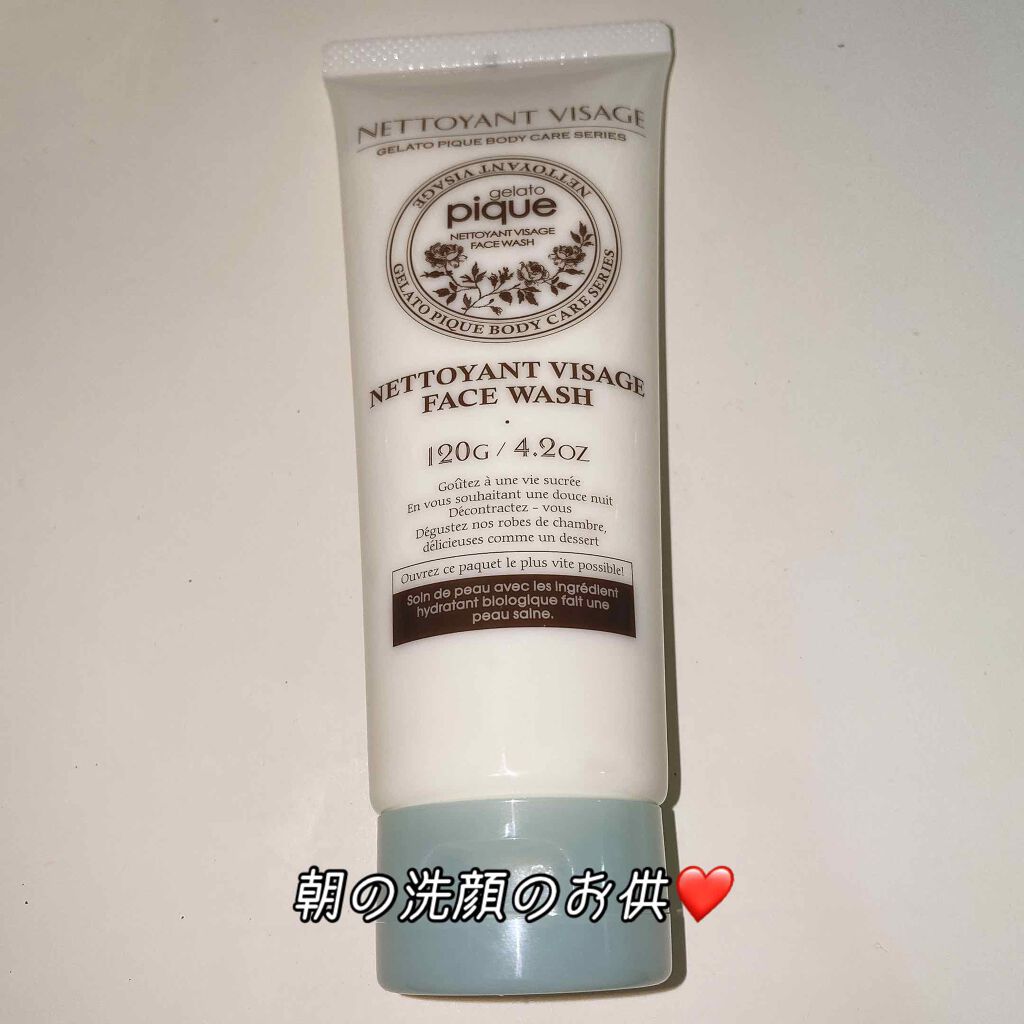 NETTOYANT VISAGE
GELATO PIQUE BODY CARE SERIES
NETTOYANT VISAGE
gelato
pique
NETTOYANT VISAGE
FACE WASH
GELATO PIQUE BODY CARE SERIES
NETTOYANT VISAGE
FACE WASH
120G / 4.2OZ
Goûtez à une vie sucrée
En vous souhaitant une douce nuit
Décontractez - vous
Dégustez nos robes de chambre,
délicieuses comme un dessert
Ouvrez ce paquet le plus vite possible!
Soin de peau avec les ingrédient
hydratant biologique fait une
peau saine.
朝の洗顔のお供❤️